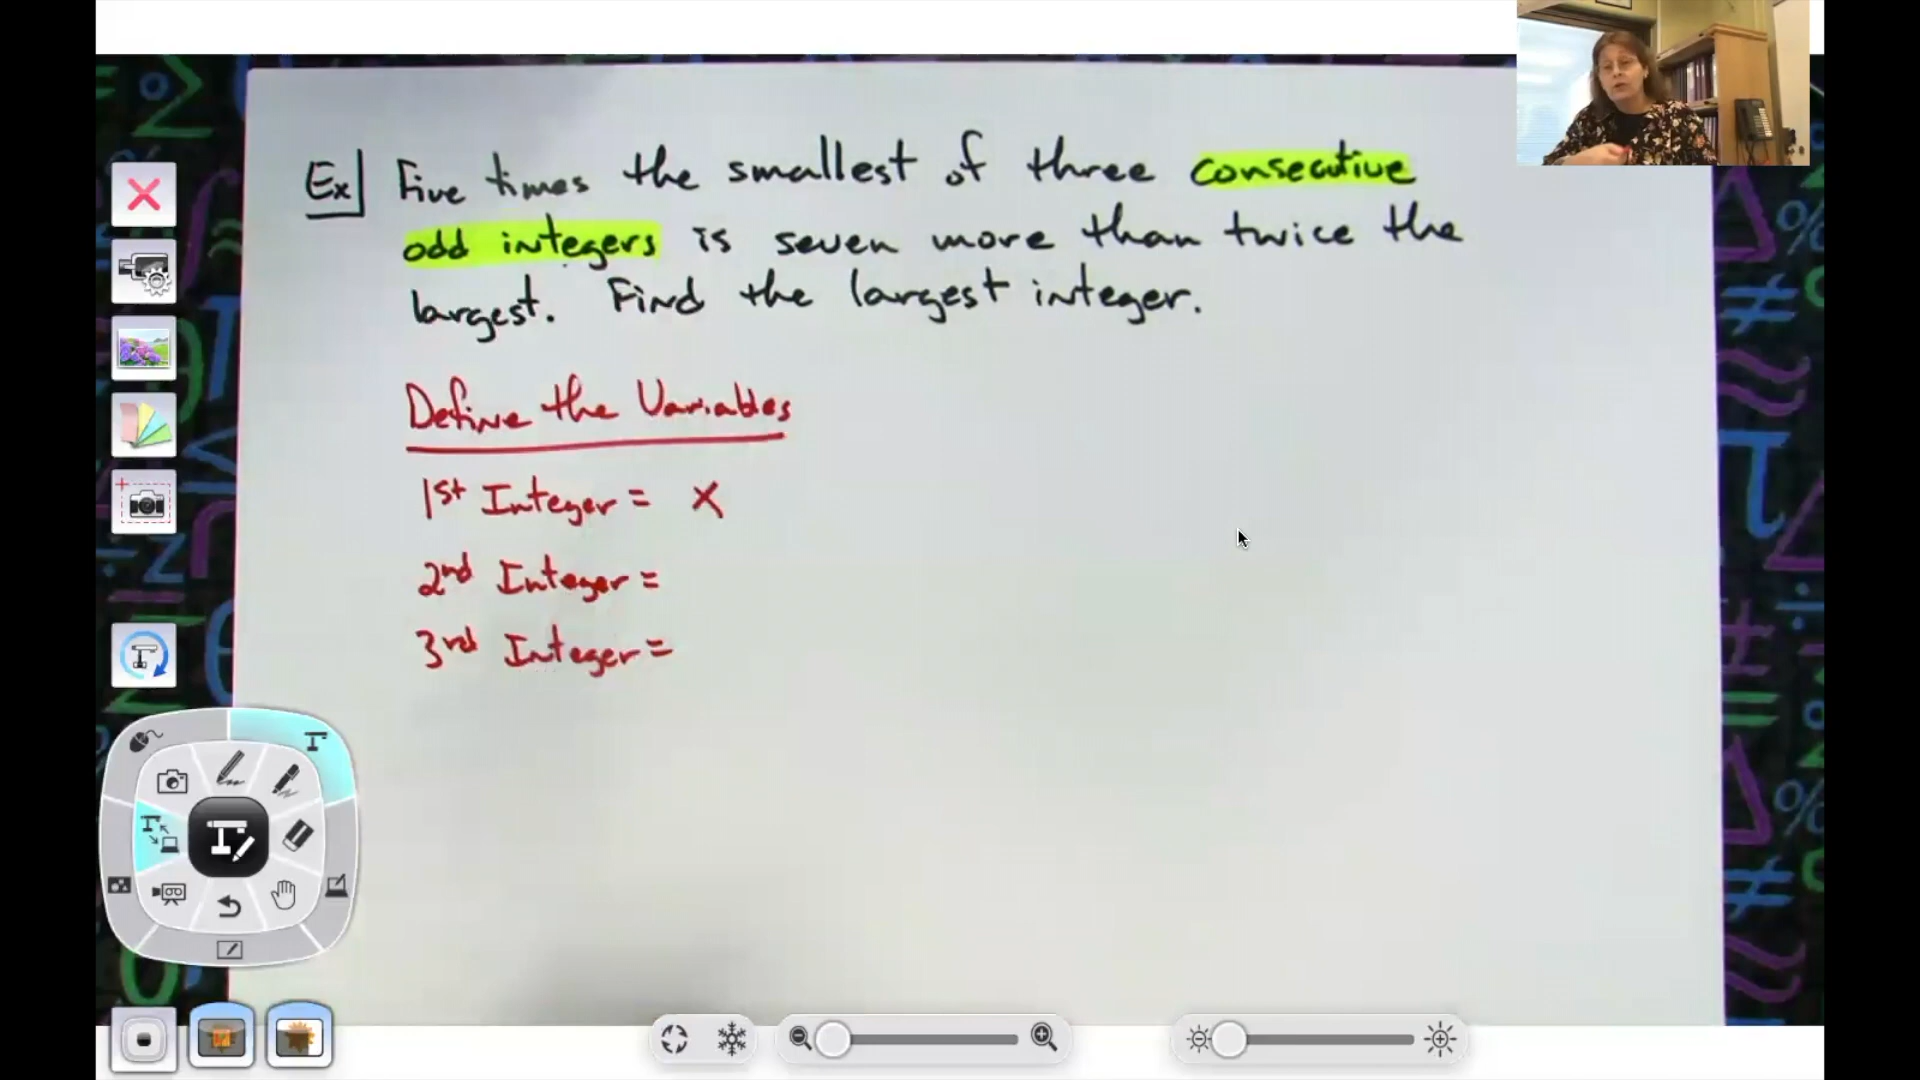 Ex Five times the smallest of three consecutive
odd integers is seven more than twice the
largest. Find the largest integer.
Define the Variables
1st Integer = X
2nd Integer =
3rd Integer =